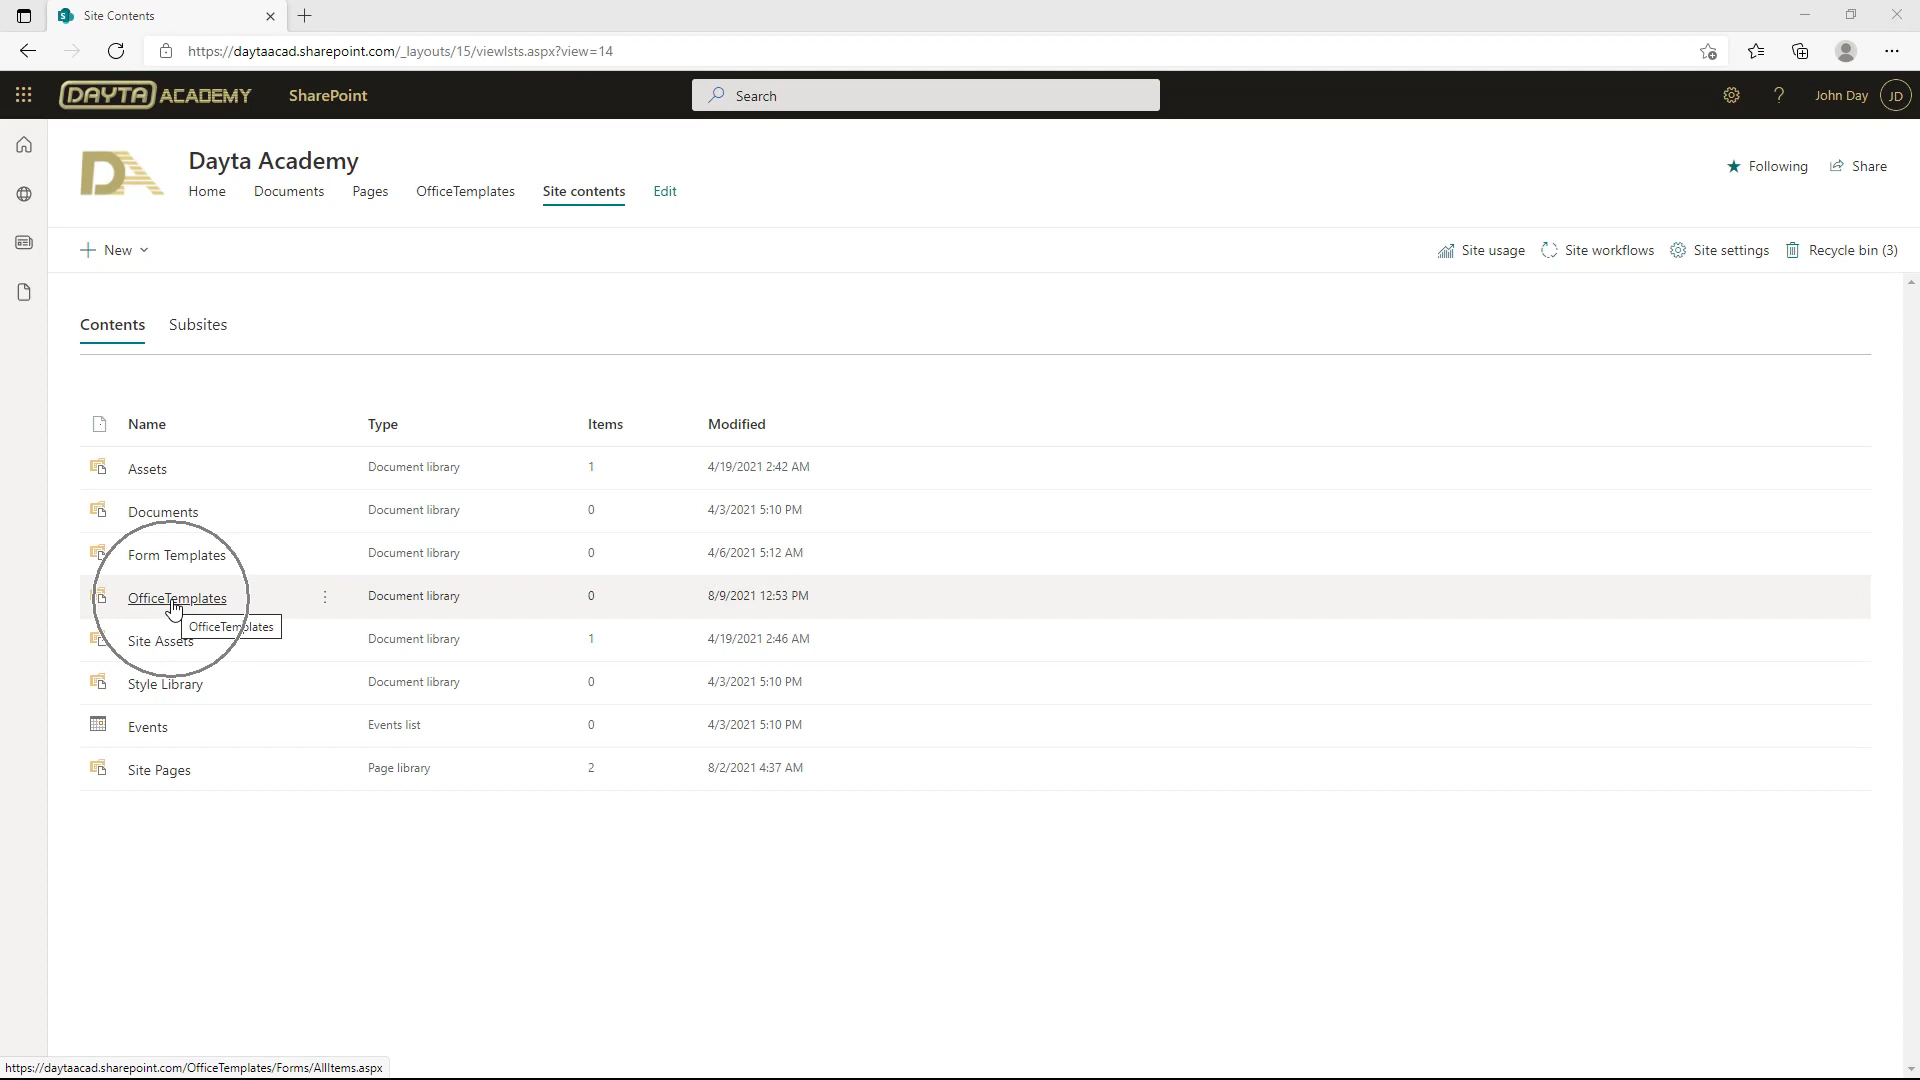 Site Contents
https://daytaacad.sharepoint.com/_layouts/15/viewlsts.aspx?view=14
DAYTA ACADEMY
SharePoint
Search
John Day
JD
DA
Dayta Academy
Home Documents Pages OfficeTemplates Site contents Edit
Following Share
New
Site usage Site workflows Site settings Recycle bin (3)
Contents Subsites
Name Type Items Modified
Assets Document library 1 4/19/2021 2:42 AM
Documents Document library 0 4/3/2021 5:10 PM
Form Templates Document library 0 4/6/2021 5:12 AM
OfficeTemplates Document library 0 8/9/2021 12:53 PM
OfficeTemplates
Site Assets Document library 1 4/19/2021 2:46 AM
Style Library Document library 0 4/3/2021 5:10 PM
Events Events list 0 4/3/2021 5:10 PM
Site Pages Page library 2 8/2/2021 4:37 AM
https://daytaacad.sharepoint.com/OfficeTemplates/Forms/AllItems.aspx